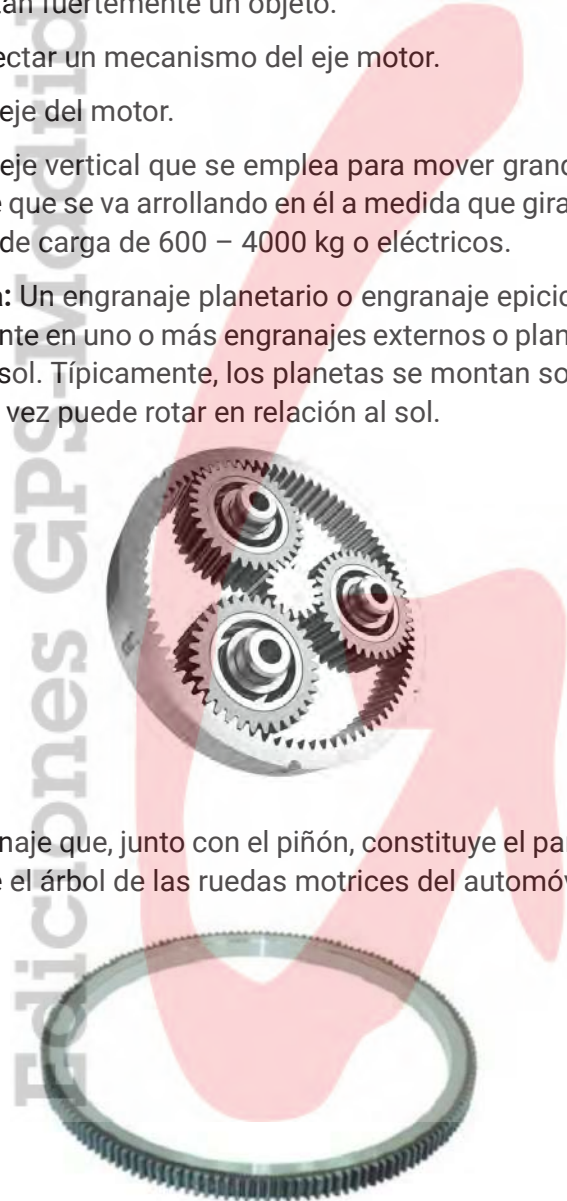 fuertemente un objeto.
ectar un mecanismo del eje motor.
eje del motor.
eje vertical que se emplea para mover grand
que se va arrollando en él a medida que gira
de carga de 600 – 4000 kg o eléctricos.
Un engranaje planetario o engranaje epicic
nte en uno o más engranajes externos o plan
sol. Típicamente, los planetas se montan so
vez puede rotar en relación al sol.
naje que, junto con el piñón, constituye el par
e el árbol de las ruedas motrices del automóv
Ediciones GPS-Madrid